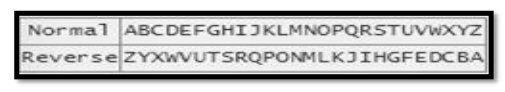 Normal ABCDEFGHIJKLMNOPQRSTUVWXYZ
Reverse ZYXWVUTSRQPONMLKJIHGFEDCBA